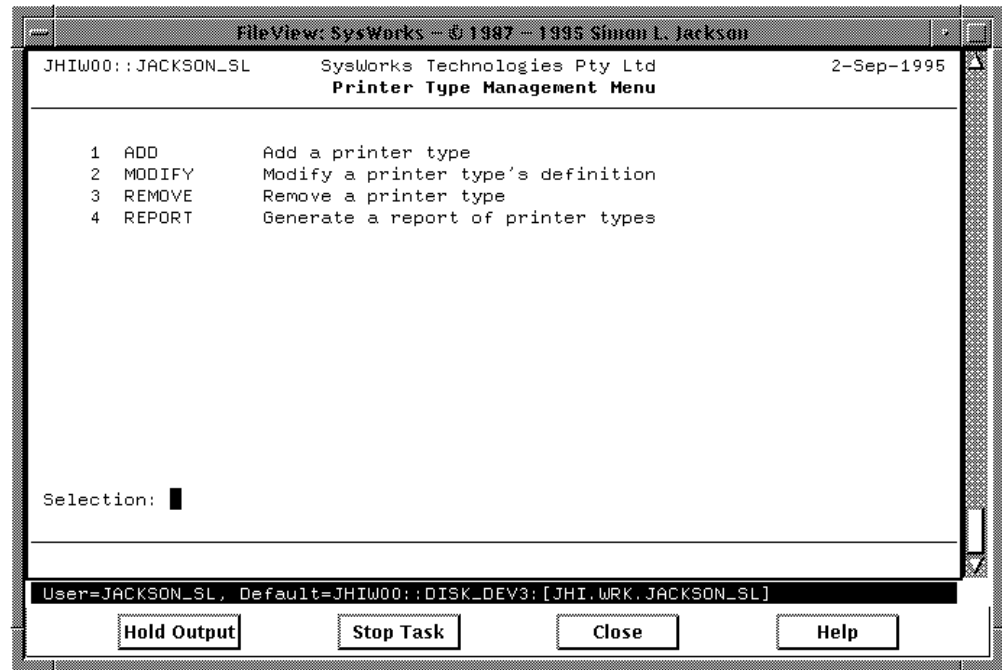 FileView: SysWorks – © 1987 – 1995 Simon L. Jackson
JHIW00::JACKSON_SL SysWorks Technologies Pty Ltd 2-Sep-1995
Printer Type Management Menu
1 ADD Add a printer type
2 MODIFY Modify a printer type's definition
3 REMOVE Remove a printer type
4 REPORT Generate a report of printer types
Selection:
User=JACKSON_SL, Default=JHIW00::DISK_DEV3:[JHI.WRK.JACKSON_SL]
Hold Output Stop Task Close Help